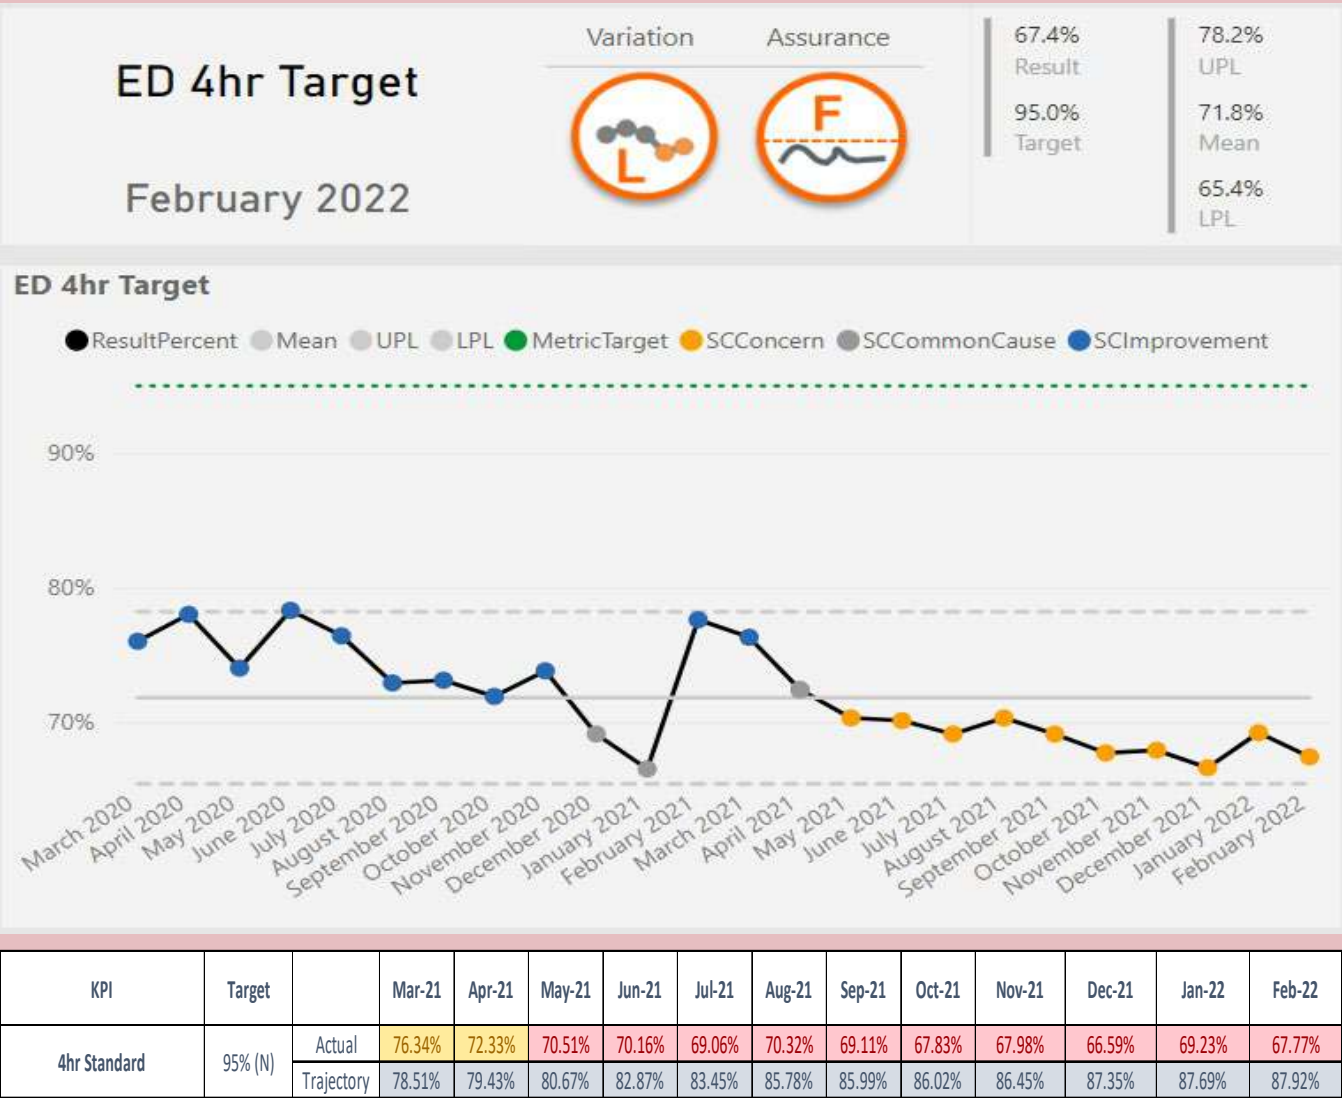 Variation Assurance
ED 4hr Target
February 2022
L
F
67.4%
Result
95.0%
Target
78.2%
UPL
71.8%
Mean
65.4%
LPL
ED 4hr Target
ResultPercent Mean UPL LPL MetricTarget SCConcern SCCommonCause SCImprovement
90%
80%
70%
March 2020
April 2020
May 2020
June 2020
July 2020
August 2020
September 2020
October 2020
November 2020
December 2020
January 2021
February 2021
March 2021
April 2021
May 2021
June 2021
July 2021
August 2021
September 2021
October 2021
November 2021
December 2021
January 2022
February 2022
KPI Target Mar-21 Apr-21 May-21 Jun-21 Jul-21 Aug-21 Sep-21 Oct-21 Nov-21 Dec-21 Jan-22 Feb-22
4hr Standard 95% (N) Actual 76.34% 72.33% 70.51% 70.16% 69.06% 70.32% 69.11% 67.83% 67.98% 66.59% 69.23% 67.77%
Trajectory 78.51% 79.43% 80.67% 82.87% 83.45% 85.78% 85.99% 86.02% 86.45% 87.35% 87.69% 87.92%